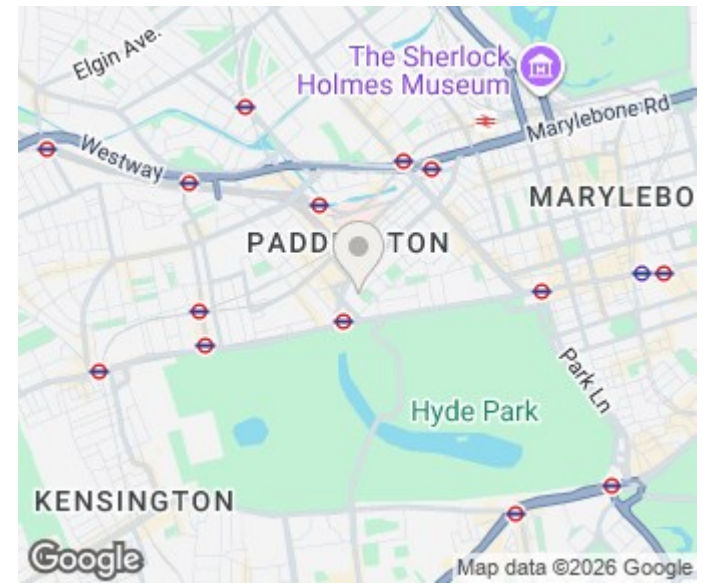 Elgin Ave.
The Sherlock
Holmes Museum
Marylebone Rd
Westway
MARYLEBO
PADD TON
Park Ln
Hyde Park
KENSINGTON
Google
Map data ©2026 Google